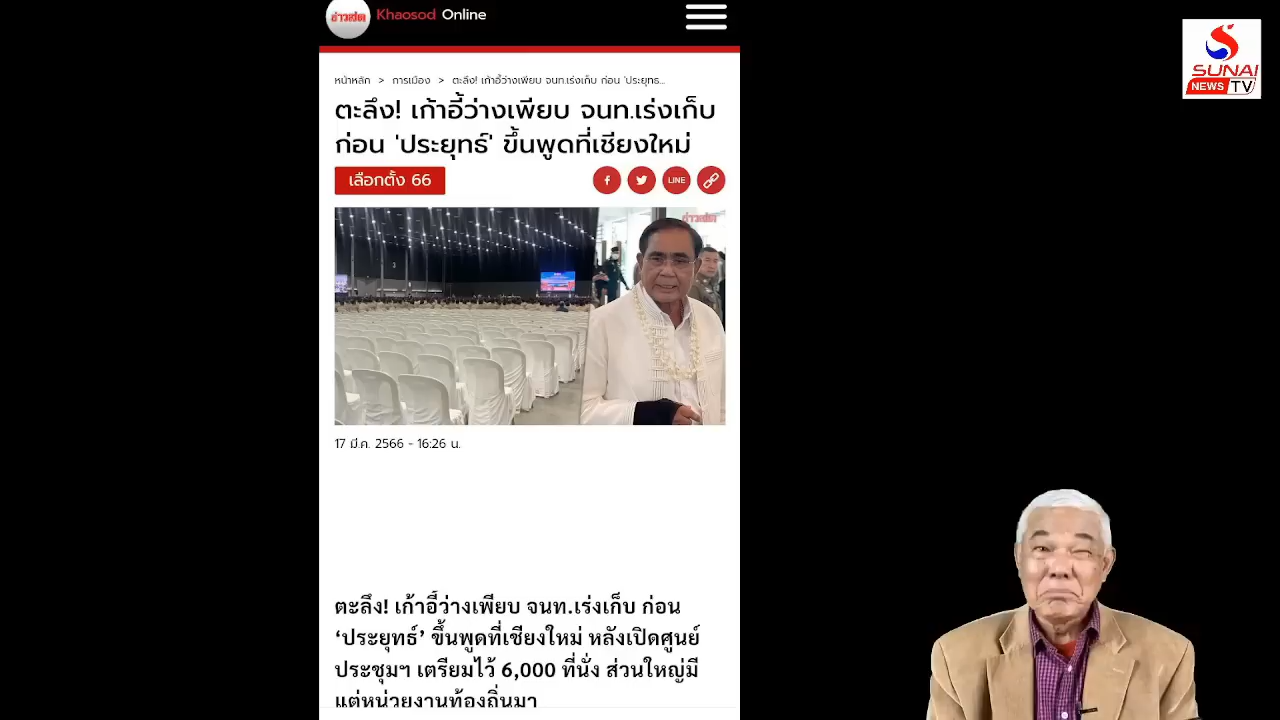 ข่าวสด Khaosod Online
SUNAI
NEWS TV
หน้าหลัก > การเมือง > ตะลึง! เก้าอี้ว่างเพียบ จนท.เร่งเก็บ ก่อน 'ประยุทธ...
ตะลึง! เก้าอี้ว่างเพียบ จนท.เร่งเก็บ
ก่อน 'ประยุทธ์' ขึ้นพูดที่เชียงใหม่
เลือกตั้ง 66
LINE
ข่าวสด
17 มี.ค. 2566 - 16:26 น.
ตะลึง! เก้าอี้ว่างเพียบ จนท.เร่งเก็บ ก่อน
‘ประยุทธ์’ ขึ้นพูดที่เชียงใหม่ หลังเปิดศูนย์
ประชุมฯ เตรียมไว้ 6,000 ที่นั่ง ส่วนใหญ่มี
แต่หน่วยงานท้องถิ่นมา